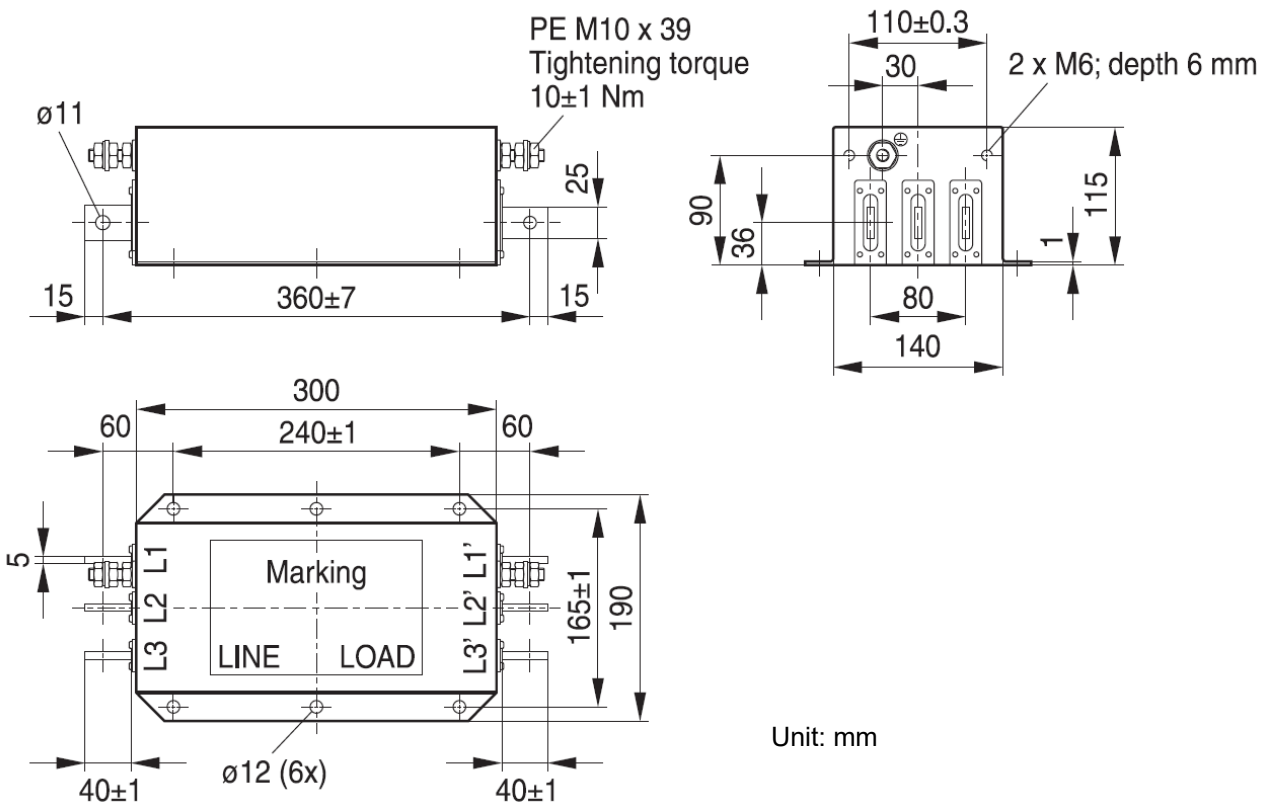 PE M10 x 39
Tightening torque
10±1 Nm
ø11
25
15
360±7
15
110±0.3
30
2 x M6; depth 6 mm
90
36
115
1
80
140
300
60
240±1
60
5
L1
L2
L3
Marking
LINE LOAD
L1'
L2'
L3'
165±1
190
ø12 (6x)
40±1
40±1
Unit: mm